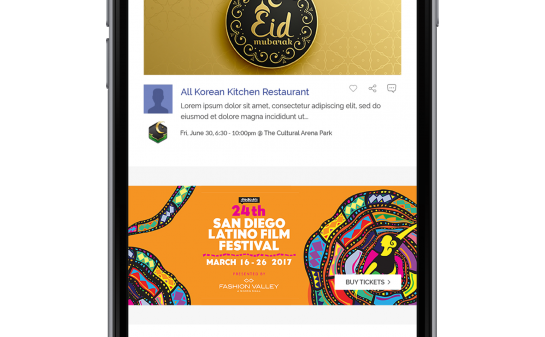 Eid
mubarak
All Korean Kitchen Restaurant
Lorem ipsum dolor sit amet, consectetur adipiscing elit, sed do
eiusmod et dolore magna incididunt ut...
Fri, June 30, 6:30 - 10:00pm @ The Cultural Arena Park
24th
SAN DIEGO
LATINO FILM
FESTIVAL
MARCH 16 - 26 2017
PRESENTED BY
FASHION VALLEY
BUY TICKETS >